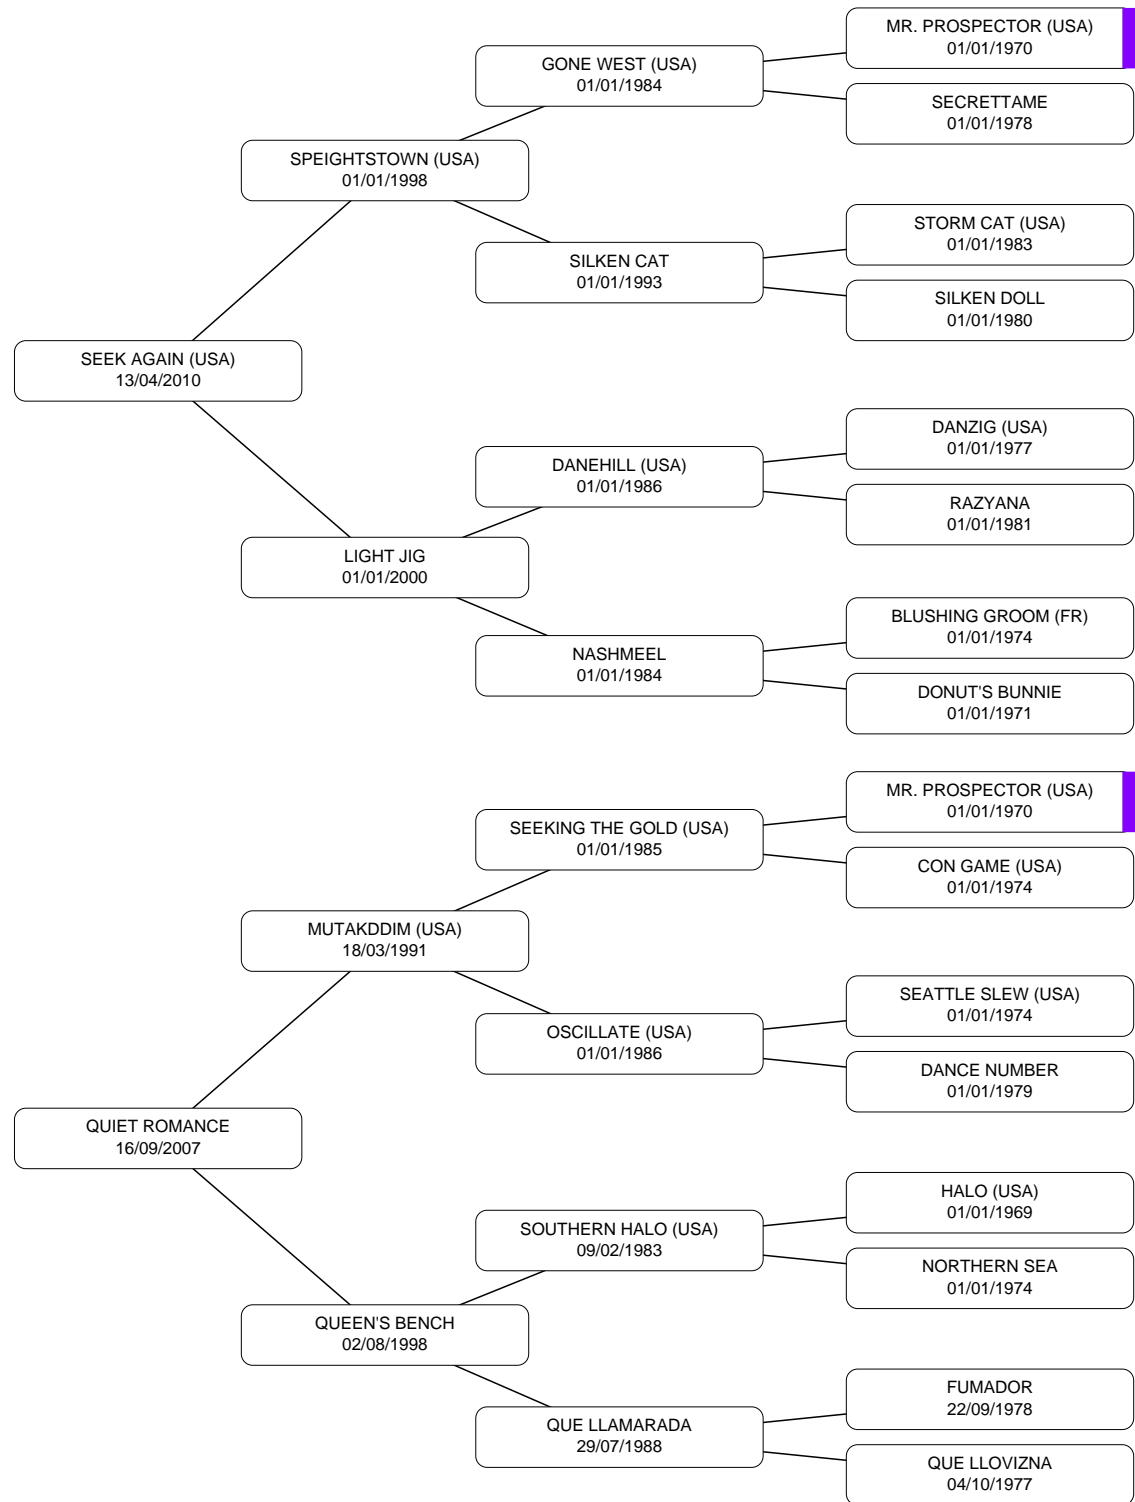 MR. PROSPECTOR (USA)
01/01/1970
GONE WEST (USA)
01/01/1984
SECRETTAME
01/01/1978
SPEIGHTSTOWN (USA)
01/01/1998
STORM CAT (USA)
01/01/1983
SILKEN CAT
01/01/1993
SILKEN DOLL
01/01/1980
SEEK AGAIN (USA)
13/04/2010
DANZIG (USA)
01/01/1977
DANEHILL (USA)
01/01/1986
RAZYANA
01/01/1981
LIGHT JIG
01/01/2000
BLUSHING GROOM (FR)
01/01/1974
NASHMEEL
01/01/1984
DONUT'S BUNNIE
01/01/1971
MR. PROSPECTOR (USA)
01/01/1970
SEEKING THE GOLD (USA)
01/01/1985
CON GAME (USA)
01/01/1974
MUTAKDDIM (USA)
18/03/1991
SEATTLE SLEW (USA)
01/01/1974
OSCILLATE (USA)
01/01/1986
DANCE NUMBER
01/01/1979
QUIET ROMANCE
16/09/2007
HALO (USA)
01/01/1969
SOUTHERN HALO (USA)
09/02/1983
NORTHERN SEA
01/01/1974
QUEEN'S BENCH
02/08/1998
FUMADOR
22/09/1978
QUE LLAMARADA
29/07/1988
QUE LLOVIZNA
04/10/1977